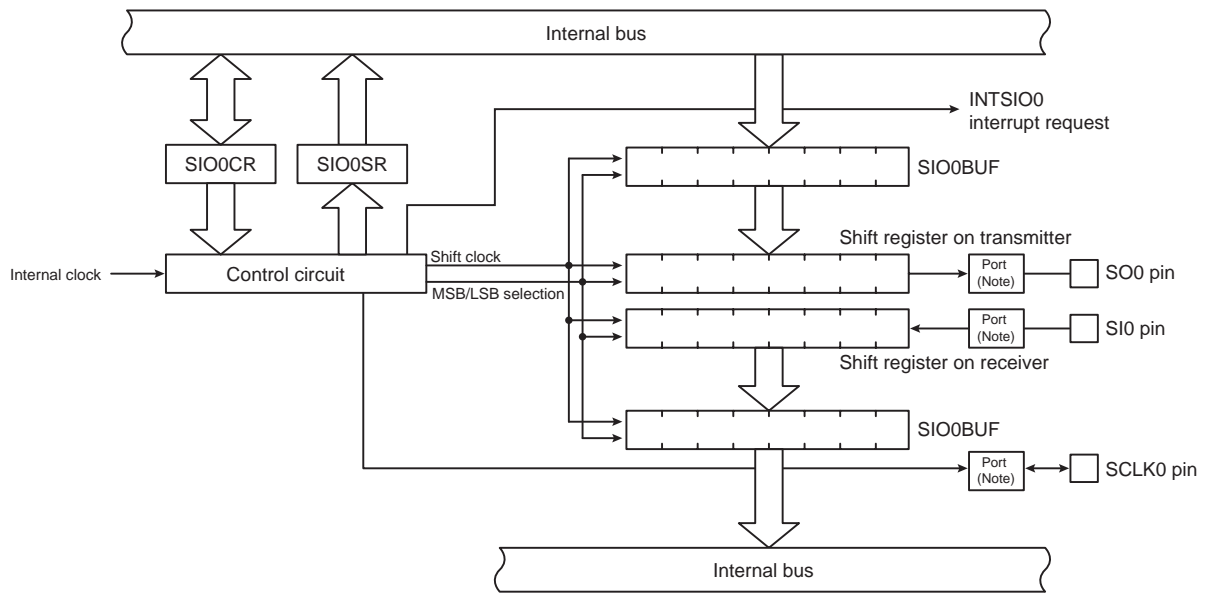 Internal bus
INTSIO0
interrupt request
SIO0CR
SIO0SR
SIO0BUF
Shift register on transmitter
Internal clock
Control circuit
Shift clock
MSB/LSB selection
Port
(Note)
SO0 pin
Port
(Note)
SI0 pin
Shift register on receiver
SIO0BUF
Port
(Note)
SCLK0 pin
Internal bus